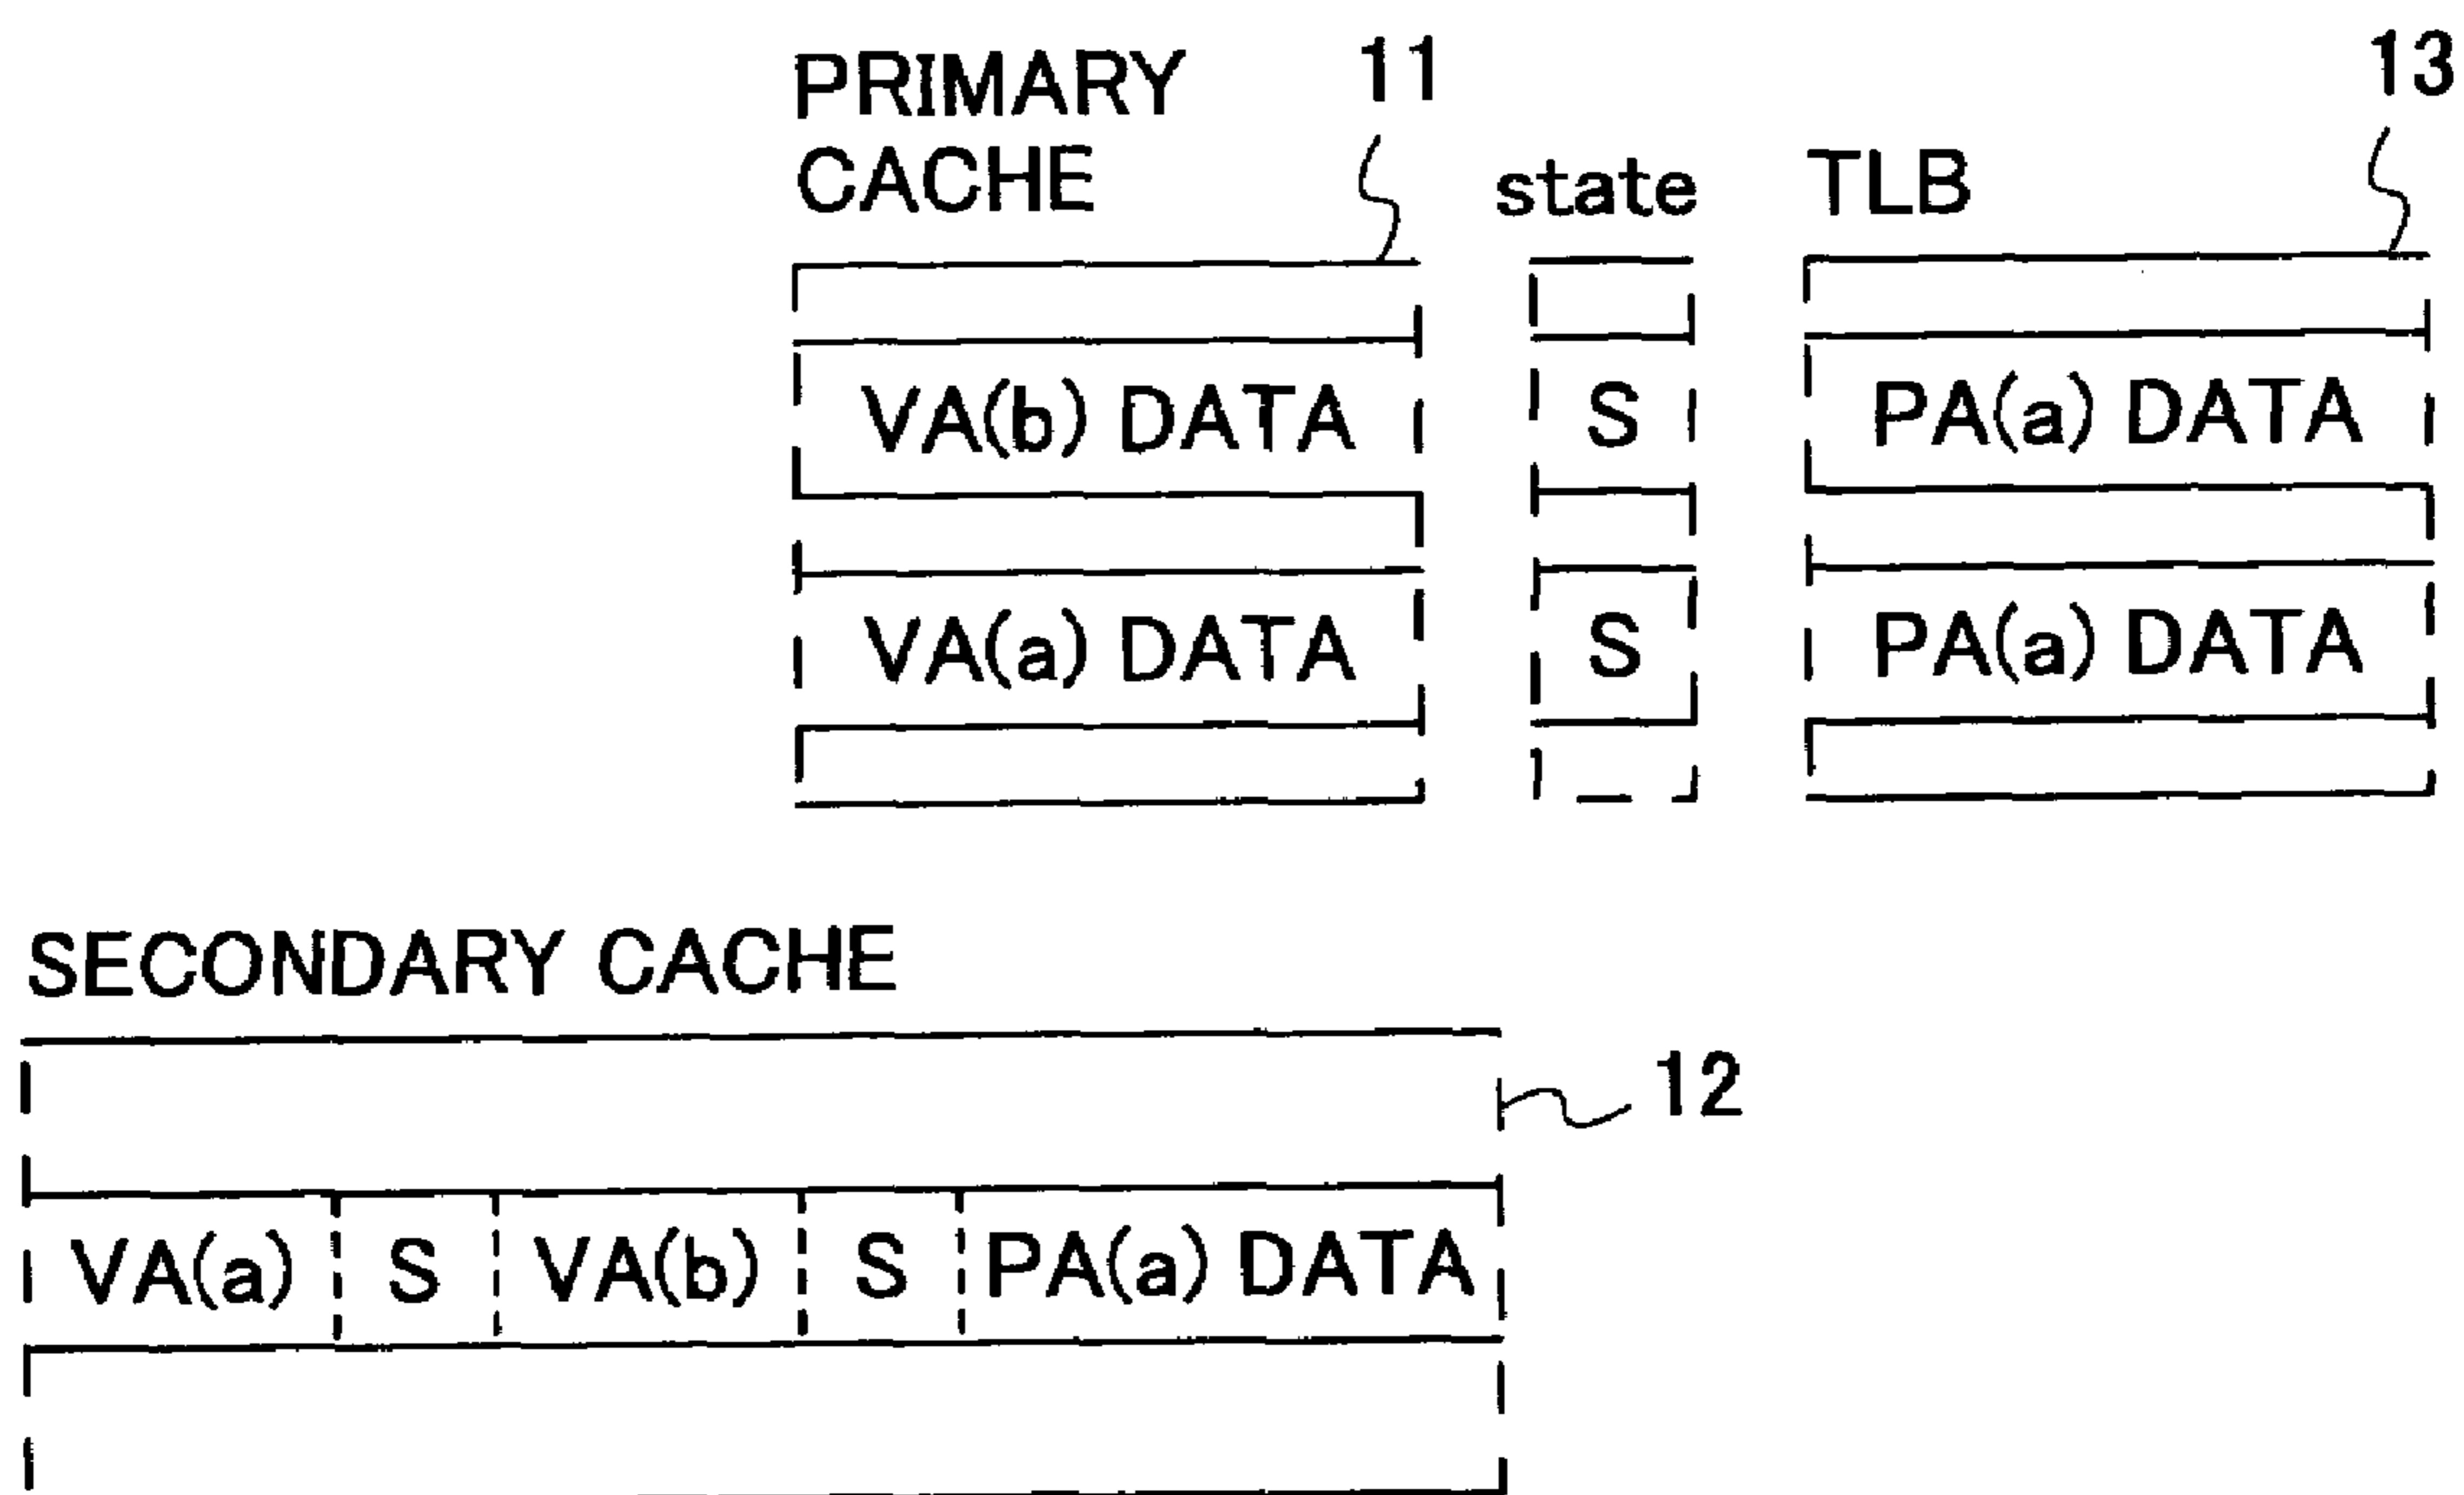 PRIMARY CACHE 11
state
TLB 13
VA(b) DATA S PA(a) DATA
VA(a) DATA S PA(a) DATA
SECONDARY CACHE
12
VA(a) S VA(b) S PA(a) DATA